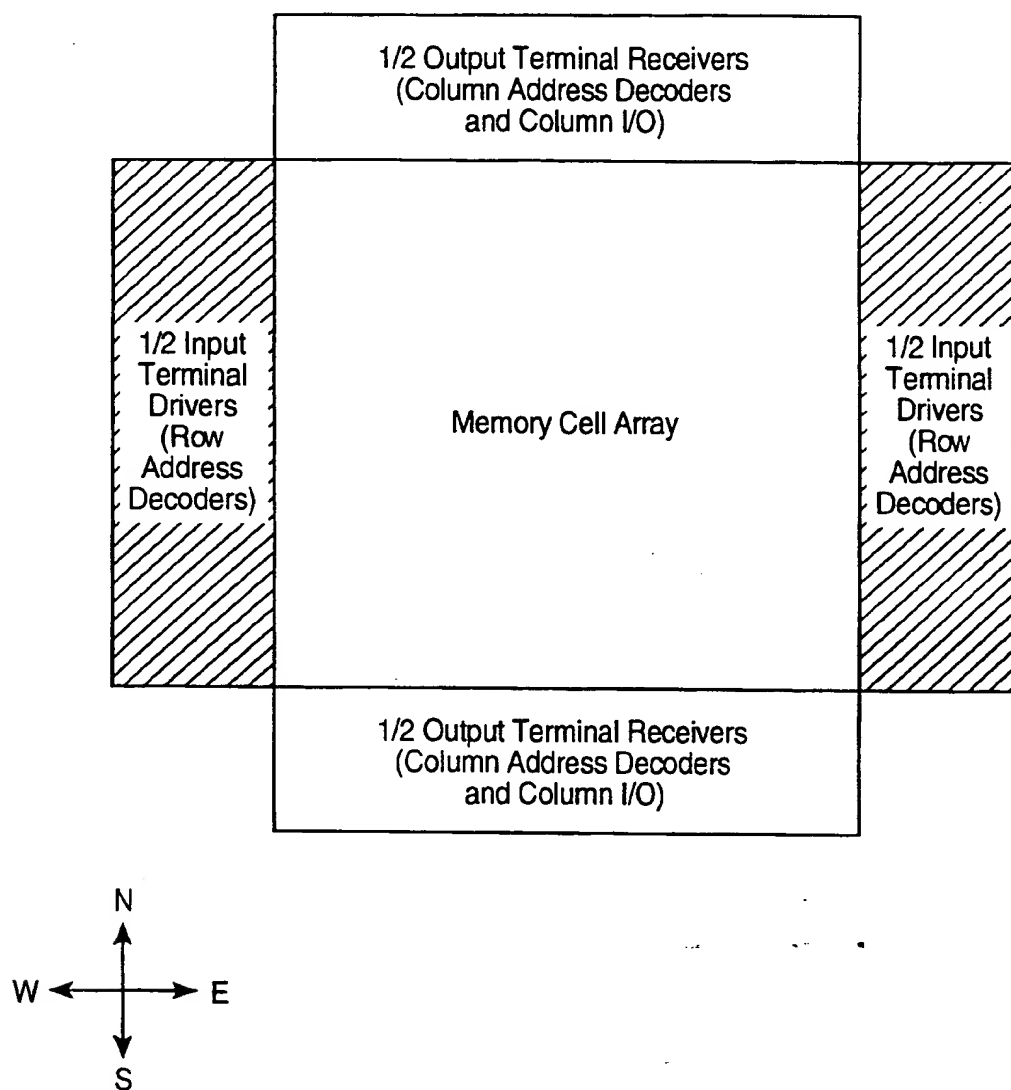 1/2 Output Terminal Receivers
(Column Address Decoders
and Column I/O)
1/2 Input
Terminal
Drivers
(Row
Address
Decoders)
Memory Cell Array
1/2 Input
Terminal
Drivers
(Row
Address
Decoders)
1/2 Output Terminal Receivers
(Column Address Decoders
and Column I/O)
N
W
E
S